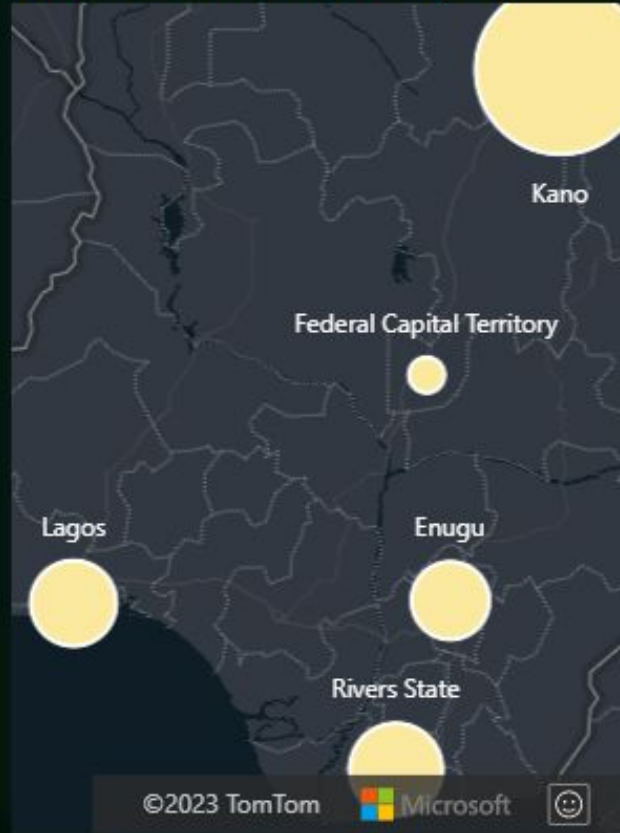 Kano
Federal Capital Territory
Lagos
Enugu
Rivers State
©2023 TomTom
Microsoft